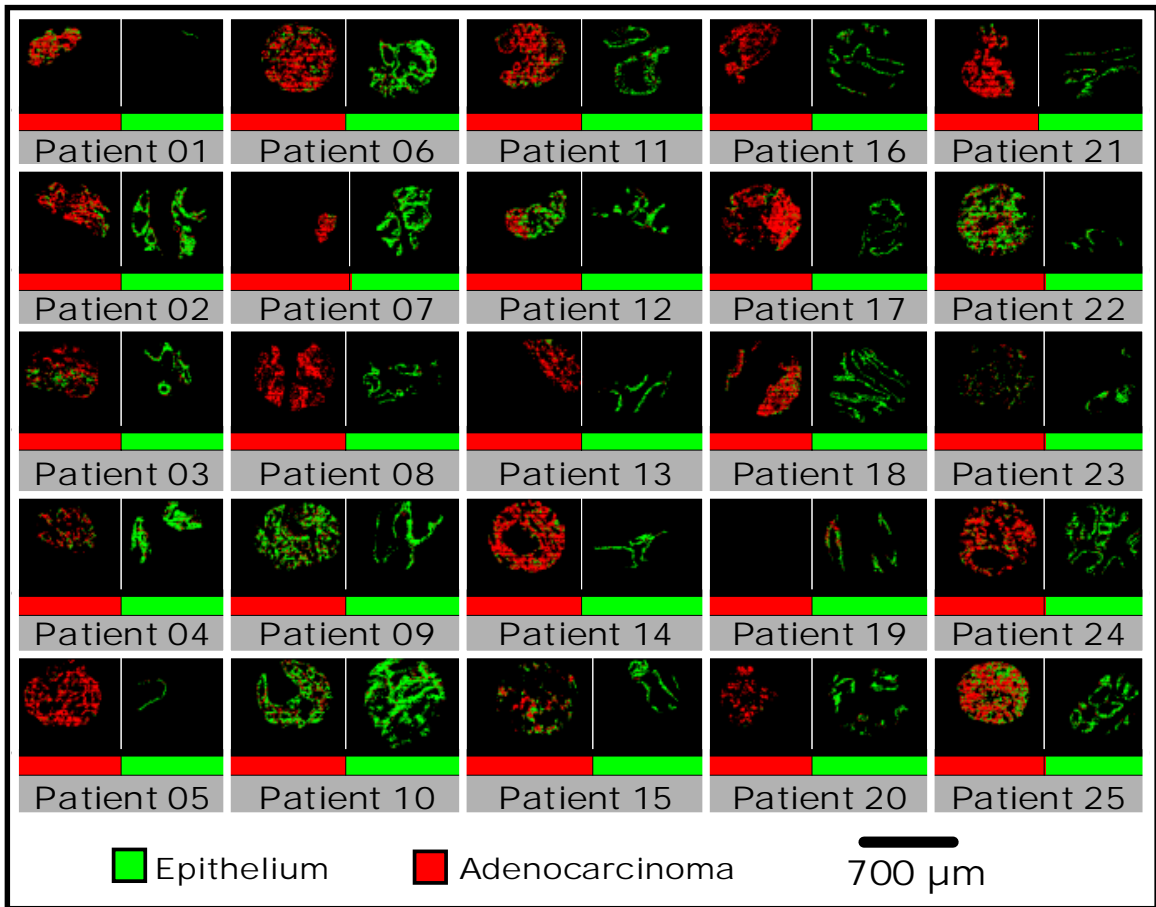 Patient 01 Patient 06 Patient 11 Patient 16 Patient 21
Patient 02 Patient 07 Patient 12 Patient 17 Patient 22
Patient 03 Patient 08 Patient 13 Patient 18 Patient 23
Patient 04 Patient 09 Patient 14 Patient 19 Patient 24
Patient 05 Patient 10 Patient 15 Patient 20 Patient 25
Epithelium Adenocarcinoma 700 µm